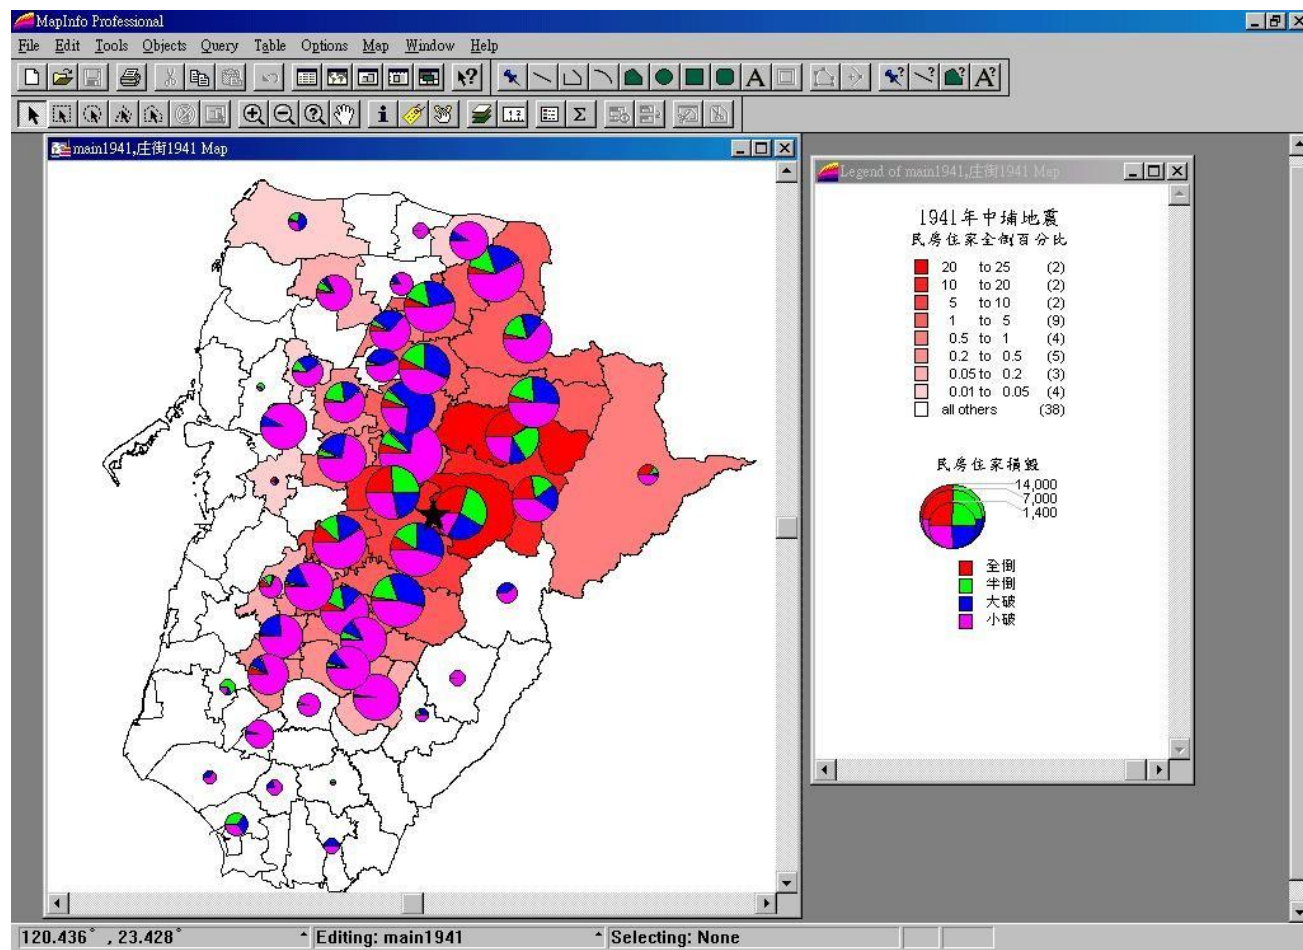 MapInfo Professional
File Edit Tools Objects Query Table Options Map Window Help
main1941,庄街1941 Map
Legend of main1941,庄街1941 Map
1941年中埔地震
民房住家全倒百分比
20 to 25 (2)
10 to 20 (2)
5 to 10 (2)
1 to 5 (9)
0.5 to 1 (4)
0.2 to 0.5 (5)
0.05 to 0.2 (3)
0.01 to 0.05 (4)
all others (38)
民房住家損毀
14,000
7,000
1,400
全倒
半倒
大破
小破
120.436° , 23.428°
Editing: main1941
Selecting: None